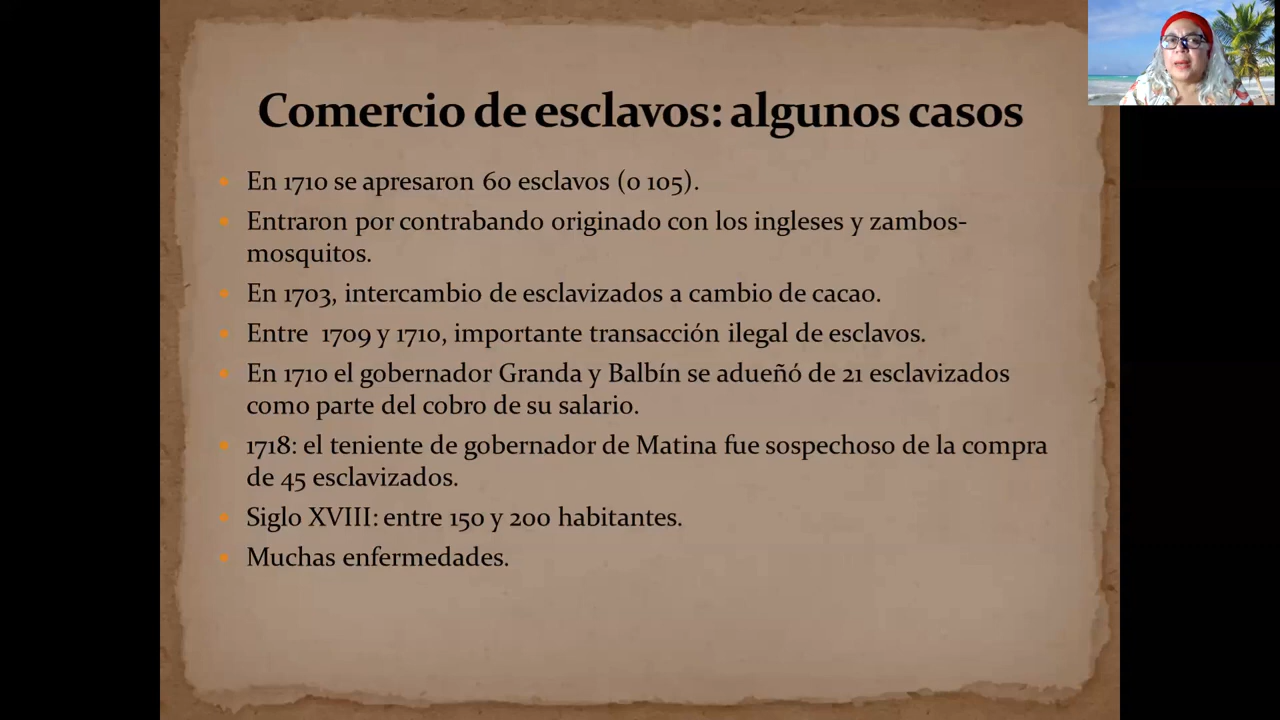 Comercio de esclavos: algunos casos
En 1710 se apresaron 60 esclavos (o 105).
Entraron por contrabando originado con los ingleses y zambos-
mosquitos.
En 1703, intercambio de esclavizados a cambio de cacao.
Entre 1709 y 1710, importante transacción ilegal de esclavos.
En 1710 el gobernador Granda y Balbín se adueñó de 21 esclavizados
como parte del cobro de su salario.
1718: el teniente de gobernador de Matina fue sospechoso de la compra
de 45 esclavizados.
Siglo XVIII: entre 150 y 200 habitantes.
Muchas enfermedades.